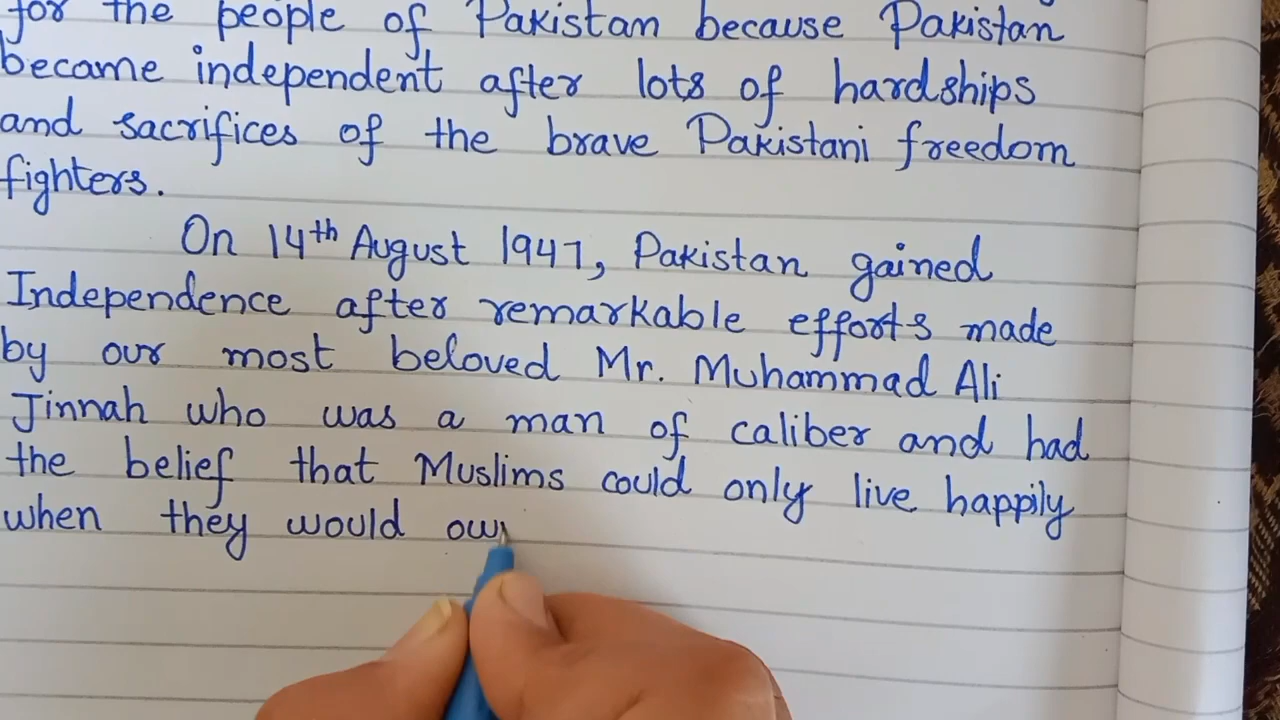 for the people of Pakistan because Pakistan
became independent after lots of hardships
and sacrifices of the brave Pakistani freedom
fighters.
On 14th August 1947, Pakistan gained
Independence after remarkable efforts made
by our most beloved Mr. Muhammad Ali
Jinnah who was a man of caliber and had
the belief that Muslims could only live happily
when they would